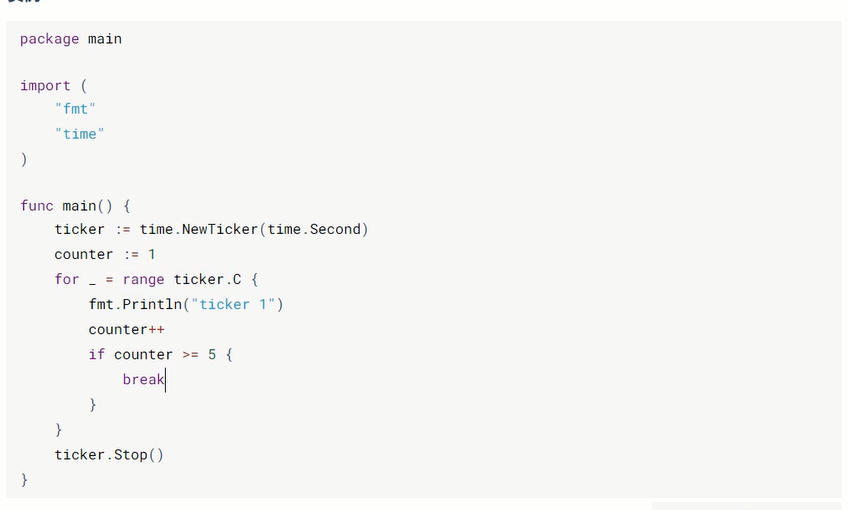 package main
import (
"fmt"
"time"
)
func main() {
ticker := time.NewTicker(time.Second)
counter := 1
for _ = range ticker.C {
fmt.Println("ticker 1")
counter++
if counter >= 5 {
break
}
}
ticker.Stop()
}